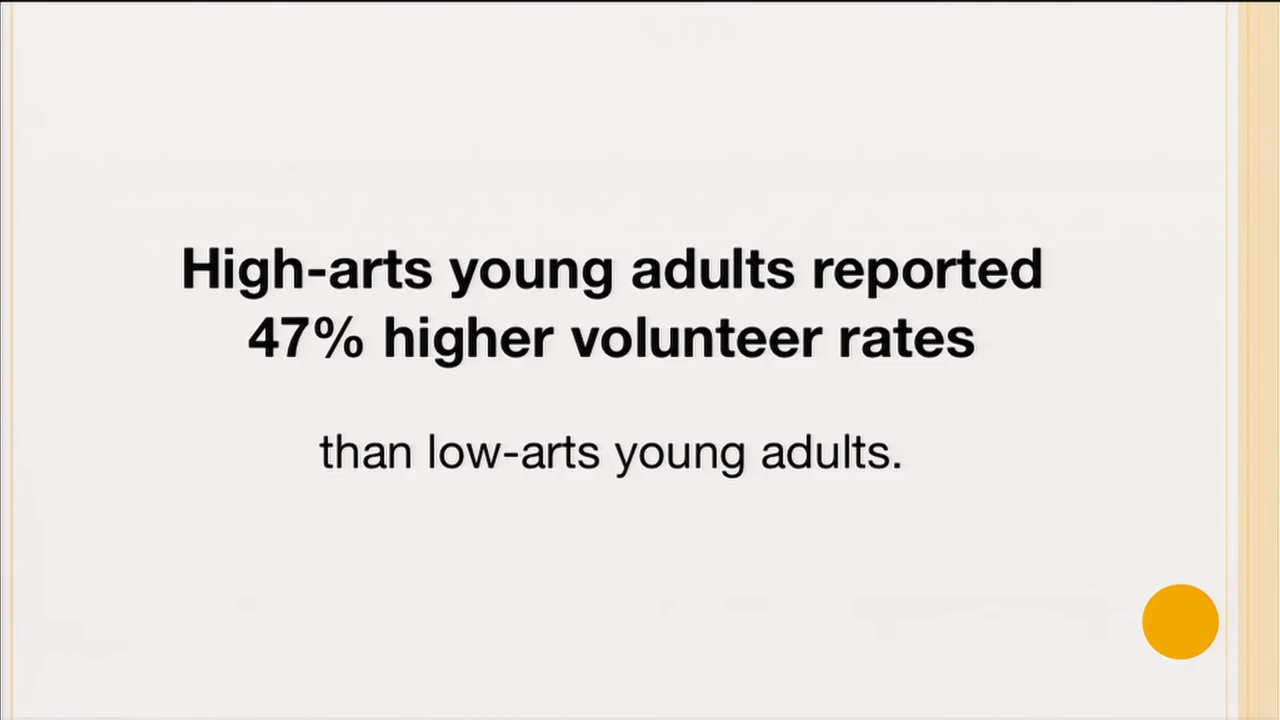 High-arts young adults reported
47% higher volunteer rates
than low-arts young adults.